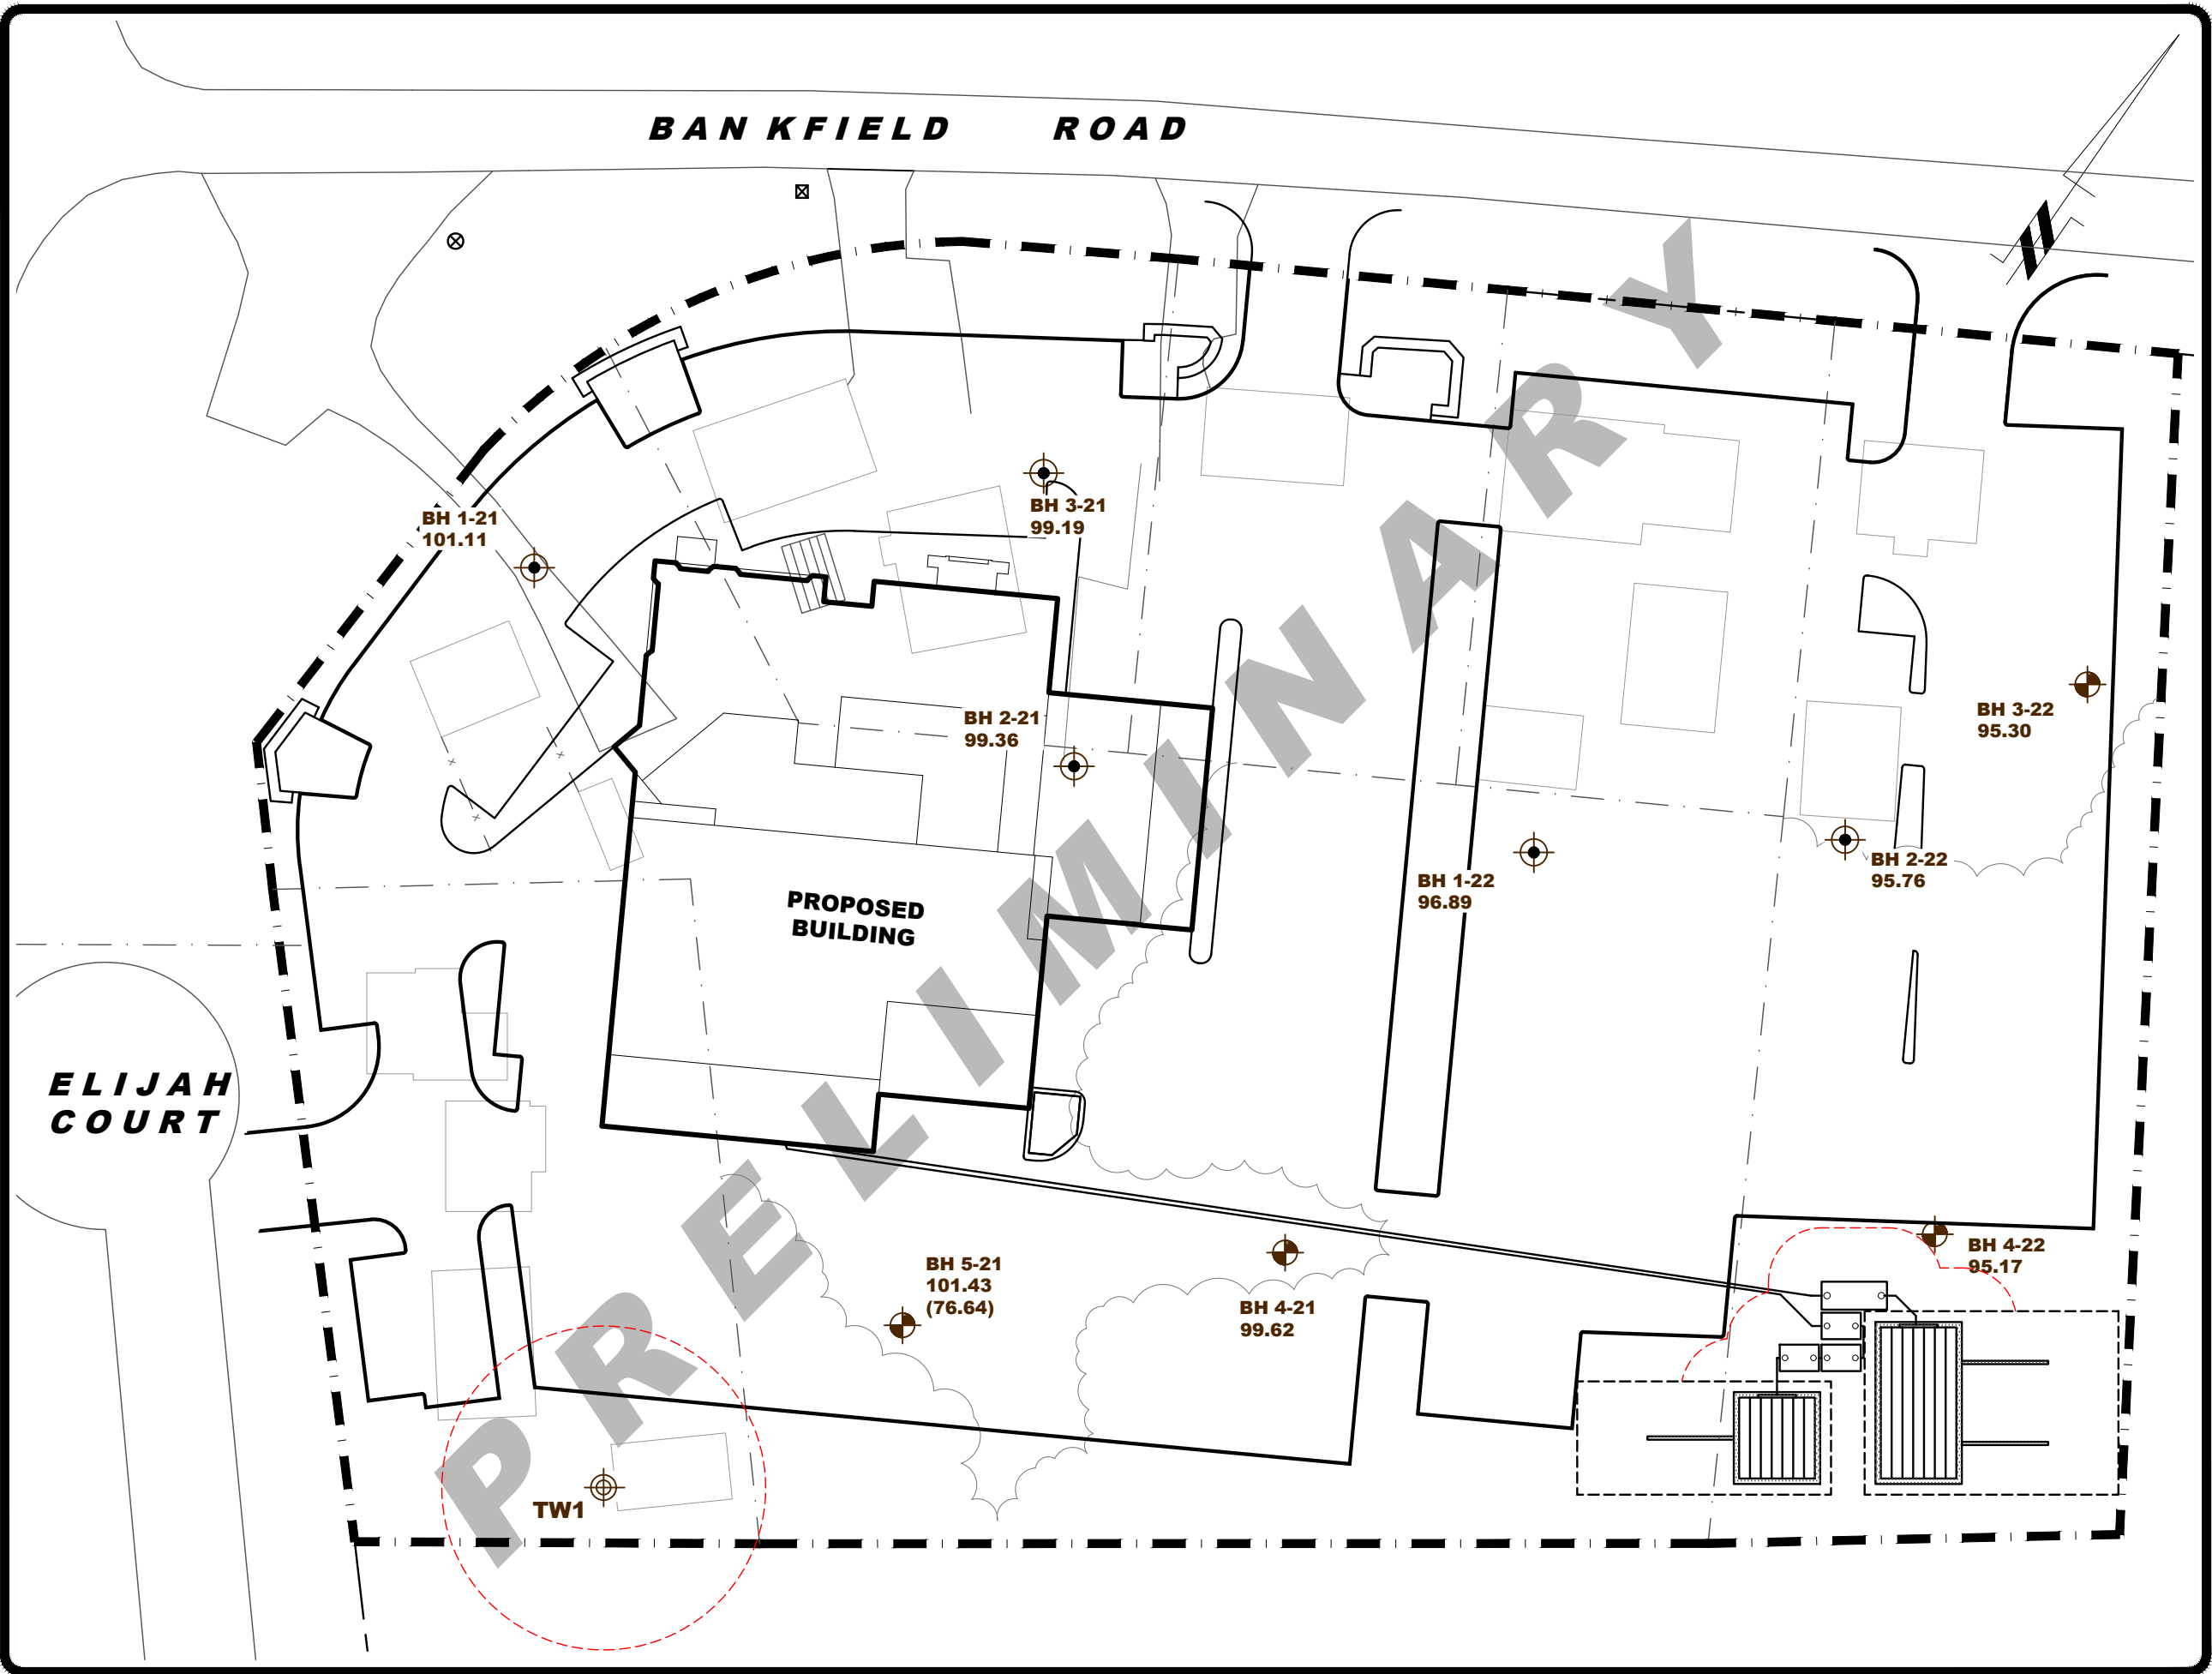 BANKFIELD ROAD
BH 1-21
101.11
BH 3-21
99.19
BH 2-21
99.36
BH 3-22
95.30
BH 2-22
95.76
BH 1-22
96.89
PROPOSED
BUILDING
ELIJAH
COURT
BH 5-21
101.43
(76.64)
BH 4-21
99.62
BH 4-22
95.17
TW1
PRELIMINARY